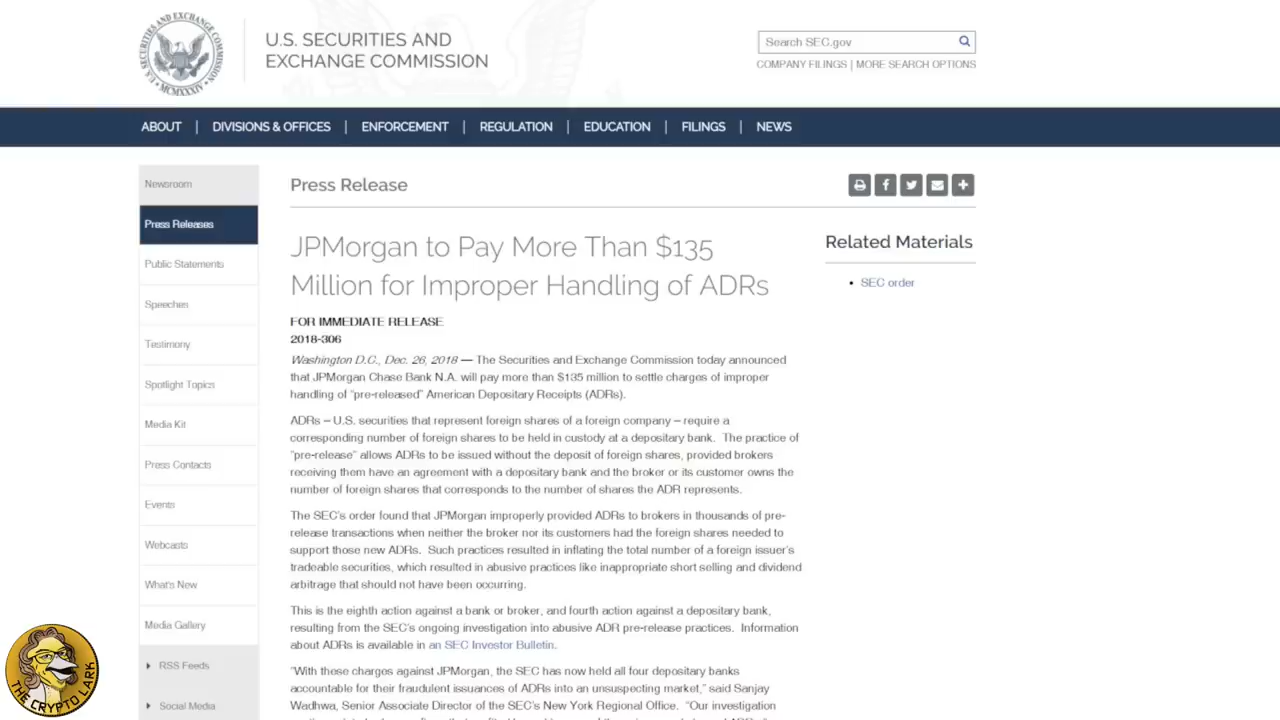 U.S. SECURITIES AND EXCHANGE COMMISSION
MCMXXXIV
U.S. SECURITIES AND
EXCHANGE COMMISSION
Search SEC.gov
COMPANY FILINGS | MORE SEARCH OPTIONS
ABOUT | DIVISIONS & OFFICES | ENFORCEMENT | REGULATION | EDUCATION | FILINGS | NEWS
Newsroom
Press Releases
Public Statements
Speeches
Testimony
Spotlight Topics
Media Kit
Press Contacts
Events
Webcasts
What's New
Media Gallery
RSS Feeds
Social Media
Press Release
JPMorgan to Pay More Than $135
Million for Improper Handling of ADRs
FOR IMMEDIATE RELEASE
2018-306
Washington D.C., Dec. 26, 2018 — The Securities and Exchange Commission today announced
that JPMorgan Chase Bank N.A. will pay more than $135 million to settle charges of improper
handling of “pre-released” American Depositary Receipts (ADRs).
ADRs – U.S. securities that represent foreign shares of a foreign company – require a
corresponding number of foreign shares to be held in custody at a depositary bank. The practice of
“pre-release” allows ADRs to be issued without the deposit of foreign shares, provided brokers
receiving them have an agreement with a depositary bank and the broker or its customer owns the
number of foreign shares that corresponds to the number of shares the ADR represents.
The SEC’s order found that JPMorgan improperly provided ADRs to brokers in thousands of pre-
release transactions when neither the broker nor its customers had the foreign shares needed to
support those new ADRs. Such practices resulted in inflating the total number of a foreign issuer’s
tradeable securities, which resulted in abusive practices like inappropriate short selling and dividend
arbitrage that should not have been occurring.
This is the eighth action against a bank or broker, and fourth action against a depositary bank,
resulting from the SEC’s ongoing investigation into abusive ADR pre-release practices. Information
about ADRs is available in an SEC Investor Bulletin.
“With these charges against JPMorgan, the SEC has now held all four depositary banks
accountable for their fraudulent issuances of ADRs into an unsuspecting market,” said Sanjay
Wadhwa, Senior Associate Director of the SEC’s New York Regional Office. “Our investigation
Related Materials
• SEC order
THE CRYPTO LARK